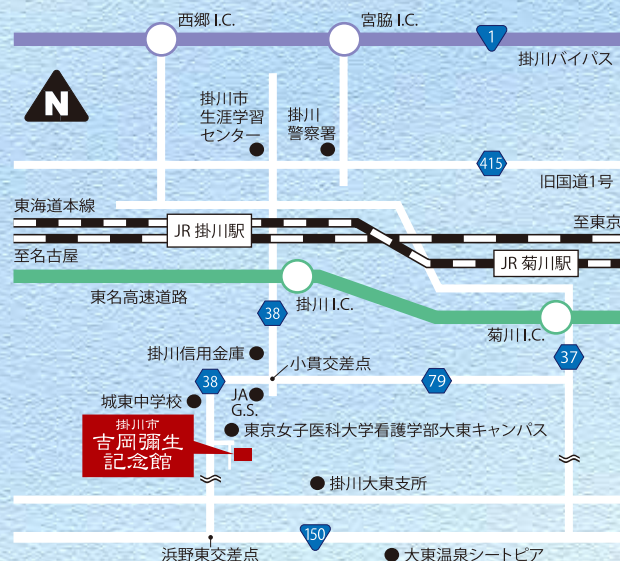 西郷 I.C.
宮脇 I.C.
1
掛川バイパス
N
掛川市
生涯学習
センター
掛川
警察署
415
旧国道1号
東海道本線
至東京
JR 掛川駅
至名古屋
JR 菊川駅
東名高速道路
掛川 I.C.
38
菊川 I.C.
掛川信用金庫
小貫交差点
37
38
79
城東中学校
JA
G.S.
掛川市
吉岡彌生
記念館
東京女子医科大学看護学部大東キャンパス
掛川大東支所
150
浜野東交差点
大東温泉シートピア